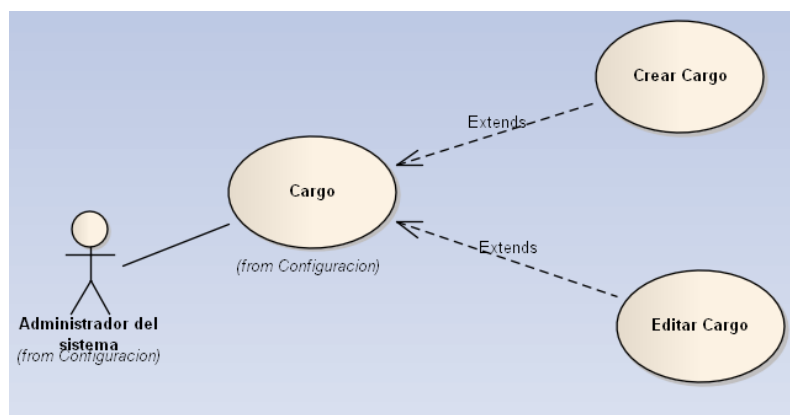 Crear Cargo
Extends
Cargo
(from Configuracion)
Extends
Administrador del
sistema
(from Configuracion)
Editar Cargo